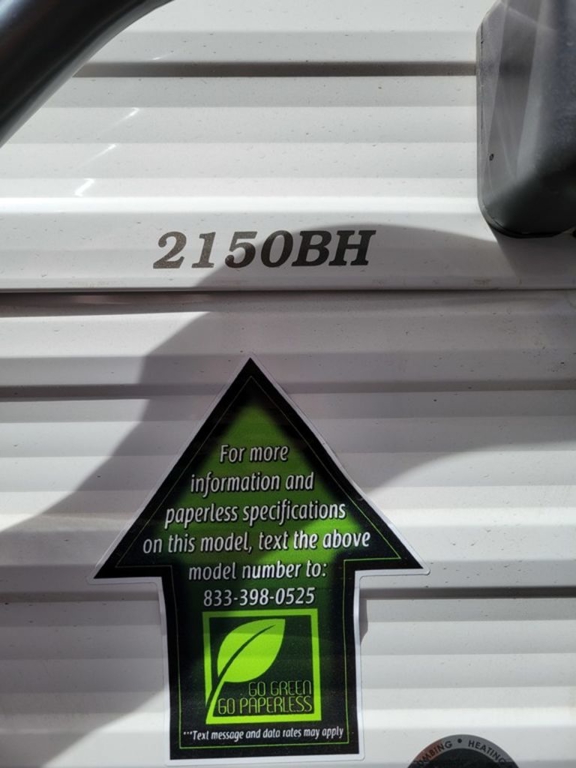 2150BH
For more
information and
paperless specifications
on this model, text the above
model number to:
833-398-0525
GO GREEN
GO PAPERLESS
***Text message and data rates may apply
HEATING